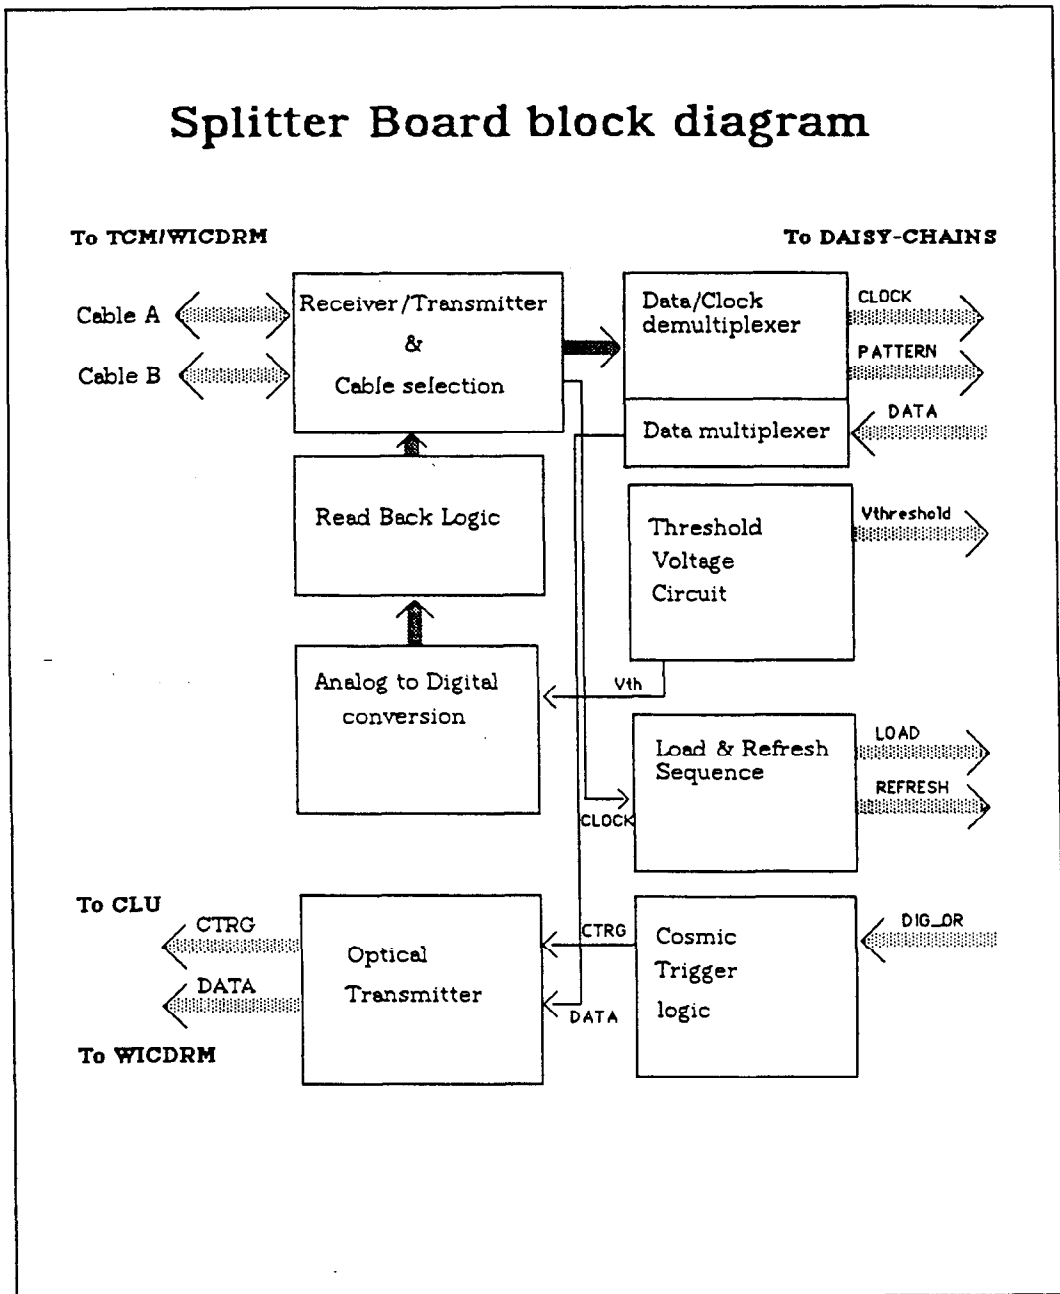 Splitter Board block diagram
To TCM/WICDRM
To DAISY-CHAINS
Cable A
Cable B
Receiver/Transmitter
&
Cable selection
Data/Clock
demultiplexer
CLOCK
PATTERN
DATA
Data multiplexer
Read Back Logic
Threshold
Voltage
Circuit
Vthreshold
Analog to Digital
conversion
Vth
Load & Refresh
Sequence
LOAD
REFRESH
CLOCK
To CLU
CTRG
DATA
To WICDRM
Optical
Transmitter
CTRG
DATA
Cosmic
Trigger
logic
DIG_OR